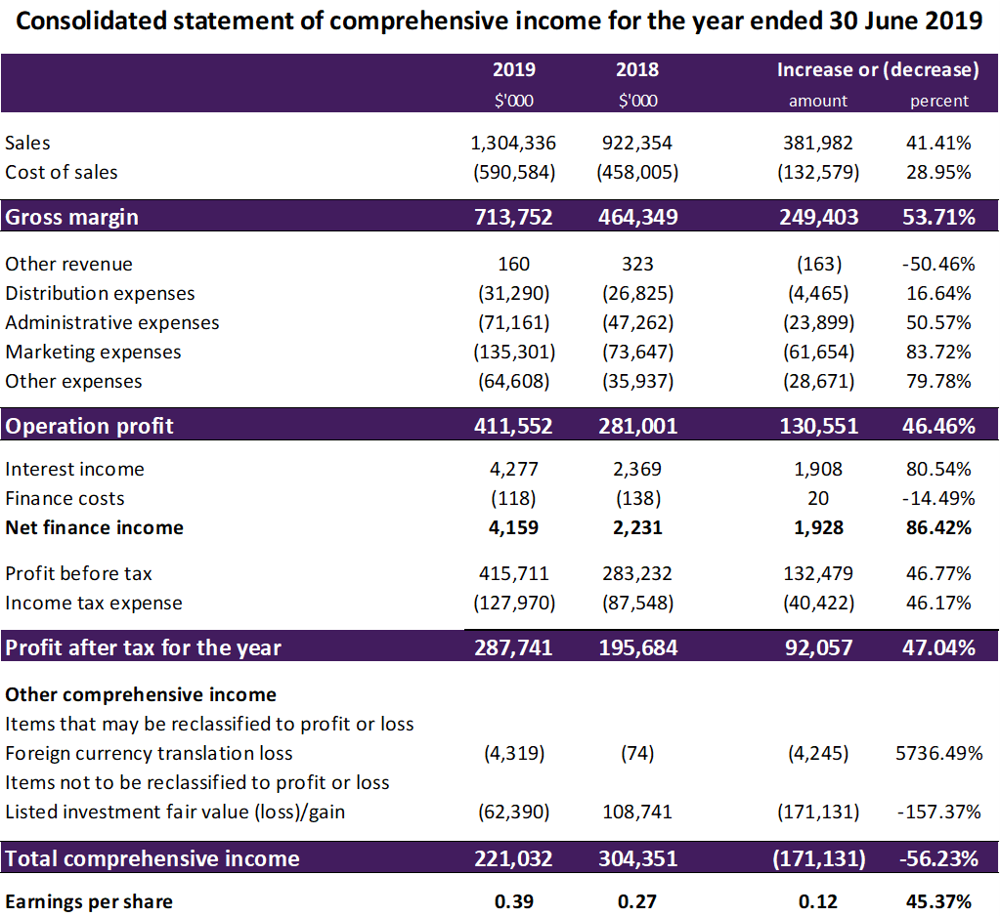 Consolidated statement of comprehensive income for the year ended 30 June 2019
2019 2018 Increase or (decrease)
$'000 $'000 amount percent
Sales 1,304,336 922,354 381,982 41.41%
Cost of sales (590,584) (458,005) (132,579) 28.95%
Gross margin 713,752 464,349 249,403 53.71%
Other revenue 160 323 (163) -50.46%
Distribution expenses (31,290) (26,825) (4,465) 16.64%
Administrative expenses (71,161) (47,262) (23,899) 50.57%
Marketing expenses (135,301) (73,647) (61,654) 83.72%
Other expenses (64,608) (35,937) (28,671) 79.78%
Operation profit 411,552 281,001 130,551 46.46%
Interest income 4,277 2,369 1,908 80.54%
Finance costs (118) (138) 20 -14.49%
Net finance income 4,159 2,231 1,928 86.42%
Profit before tax 415,711 283,232 132,479 46.77%
Income tax expense (127,970) (87,548) (40,422) 46.17%
Profit after tax for the year 287,741 195,684 92,057 47.04%
Other comprehensive income
Items that may be reclassified to profit or loss
Foreign currency translation loss (4,319) (74) (4,245) 5736.49%
Items not to be reclassified to profit or loss
Listed investment fair value (loss)/gain (62,390) 108,741 (171,131) -157.37%
Total comprehensive income 221,032 304,351 (171,131) -56.23%
Earnings per share 0.39 0.27 0.12 45.37%